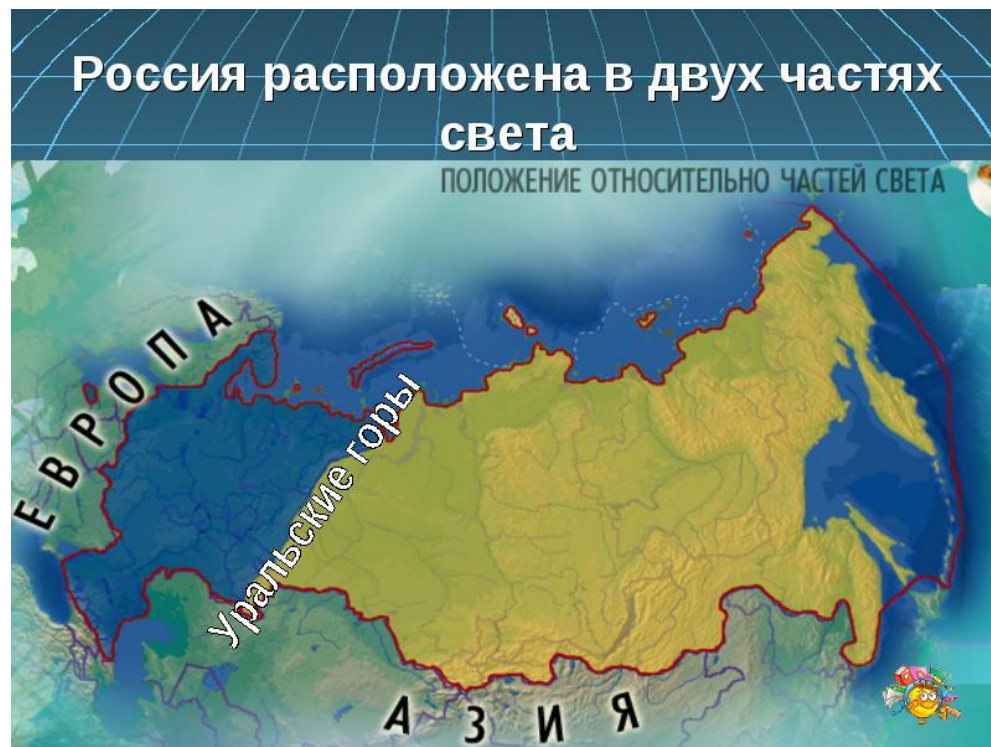 Россия расположена в двух частях
света
ПОЛОЖЕНИЕ ОТНОСИТЕЛЬНО ЧАСТЕЙ СВЕТА
ЕВРОПА
Уральские горы
АЗИЯ